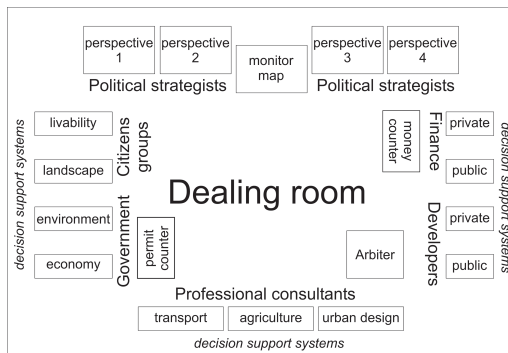 perspective
1
perspective
2
monitor
map
perspective
3
perspective
4
Political strategists
Political strategists
decision support systems
livability
landscape
Citizens
groups
environment
economy
Government
permit
counter
Dealing room
money
counter
Finance
private
public
Developers
private
public
decision support systems
Arbiter
Professional consultants
transport
agriculture
urban design
decision support systems